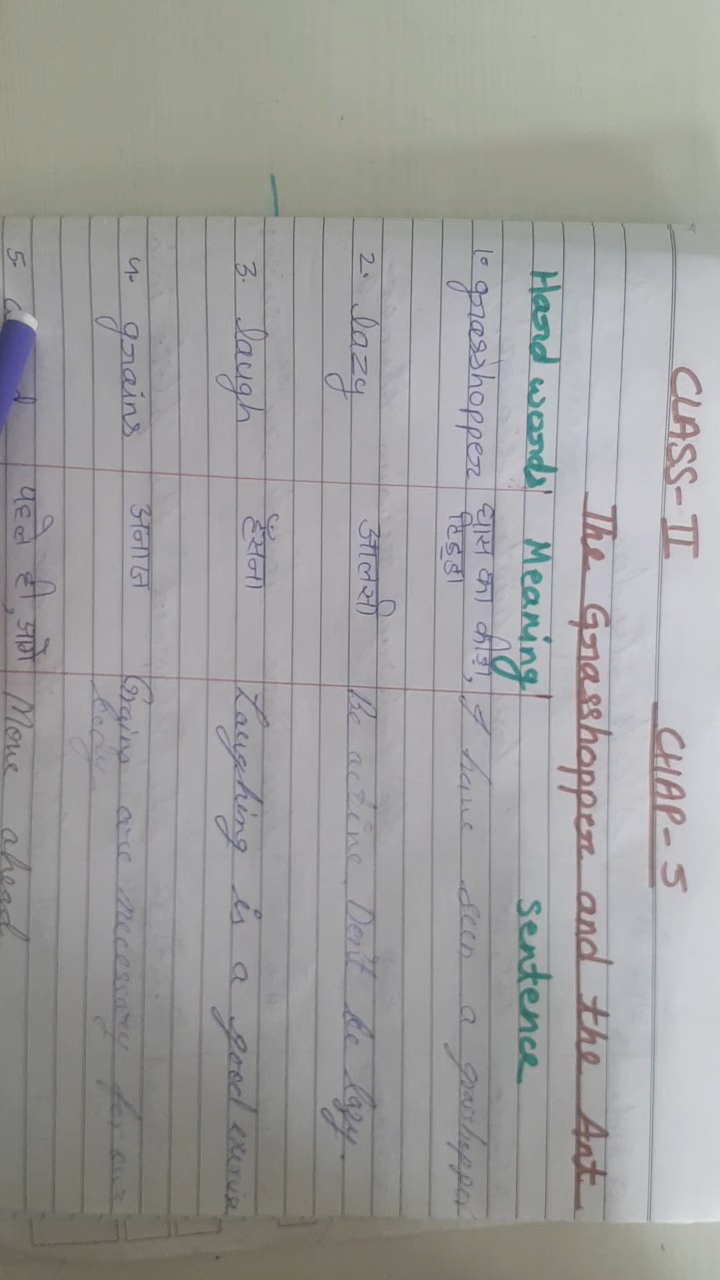 CLASS-II CHAP-5
The Grasshopper and the Ant
Hard words Meaning Sentence
1. grasshopper घास का कीड़ा, I have seen a grasshopper
टिड्डा
2. lazy आलसी Be active. Don't be lazy.
3. laugh हँसना Laughing is a good exercise
4. grains अनाज Grains are necessary for our
body
5. पहले ही, आगे Move ahead